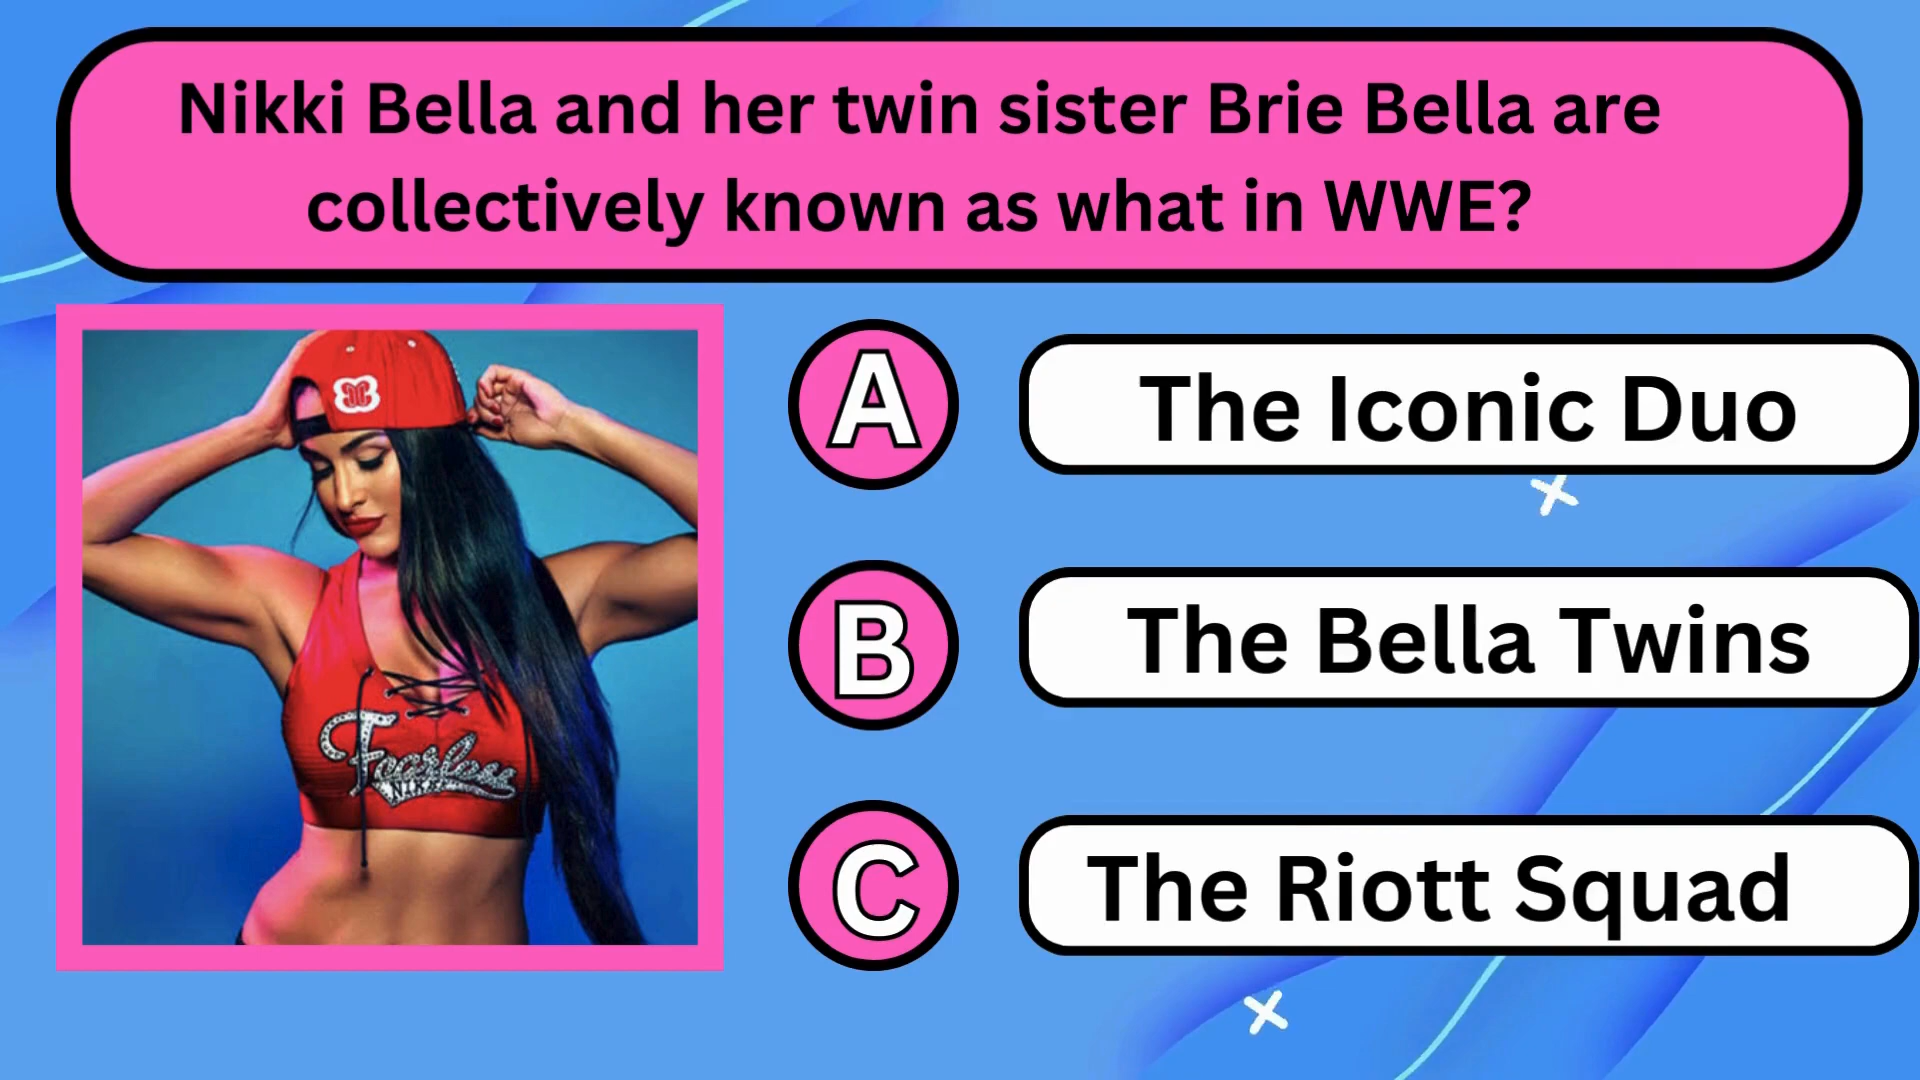 Nikki Bella and her twin sister Brie Bella are
collectively known as what in WWE?
A
The Iconic Duo
B
The Bella Twins
C
The Riott Squad
Fearless
NIKKI